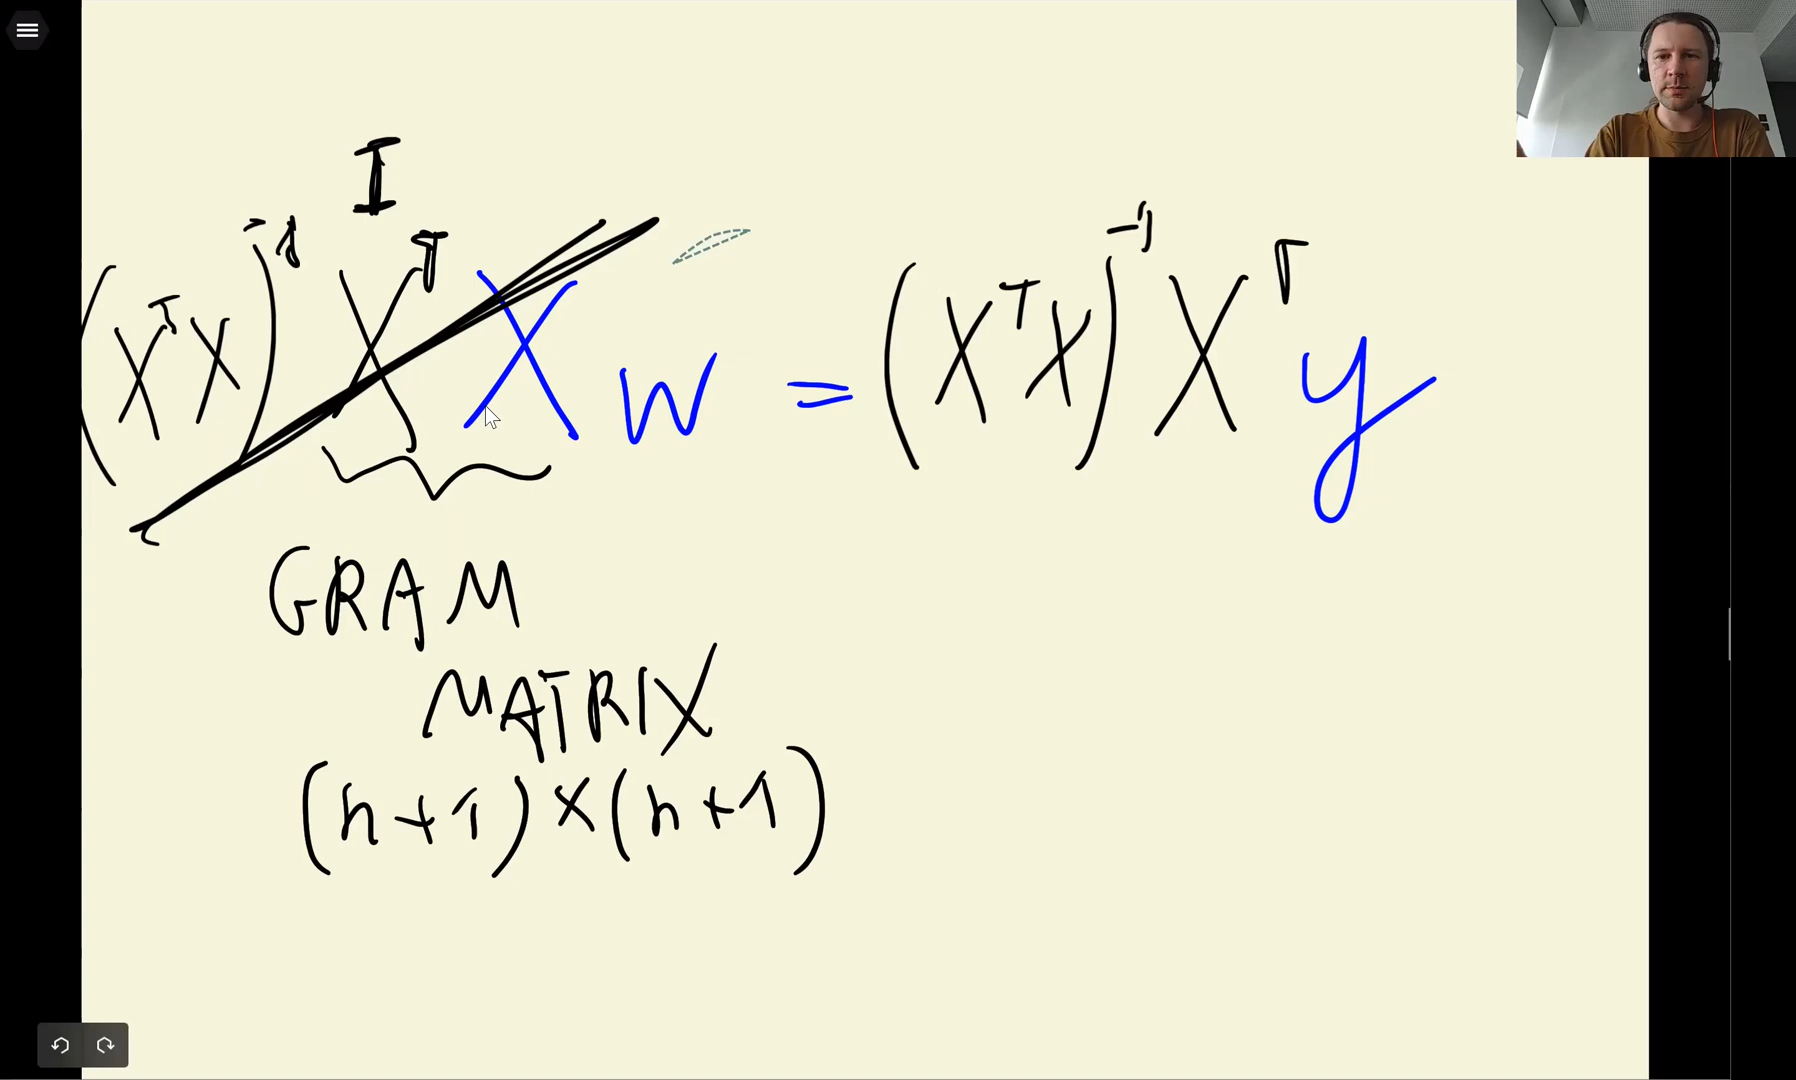 I
(XᵀX)⁻¹ Xᵀ X w = (XᵀX)⁻¹ Xᵀ y
GRAM
MATRIX
(n+1)×(n+1)